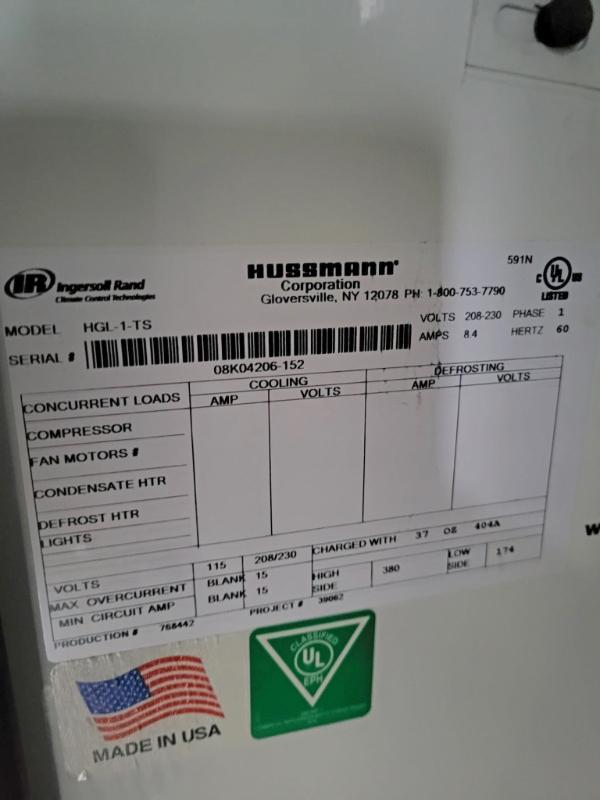 591N
IR Ingersoll Rand
Climate Control Technologies
HUSSMANN
Corporation
Gloversville, NY 12078 PH: 1-800-753-7790
C UL US
LISTED
MODEL HGL-1-TS
VOLTS 208-230 PHASE 1
AMPS 8.4 HERTZ 60
SERIAL #
08K04206-152
COOLING DEFROSTING
CONCURRENT LOADS AMP VOLTS AMP VOLTS
COMPRESSOR
FAN MOTORS #
CONDENSATE HTR
DEFROST HTR
LIGHTS
CHARGED WITH 37 OZ 404A
VOLTS 115 208/230
MAX. OVERCURRENT BLANK 15
MIN CIRCUIT AMP BLANK 15
HIGH SIDE 380 LOW SIDE 174
PRODUCTION # 768442 PROJECT # 39062
W
MADE IN USA
CLASSIFIED
UL
EPH